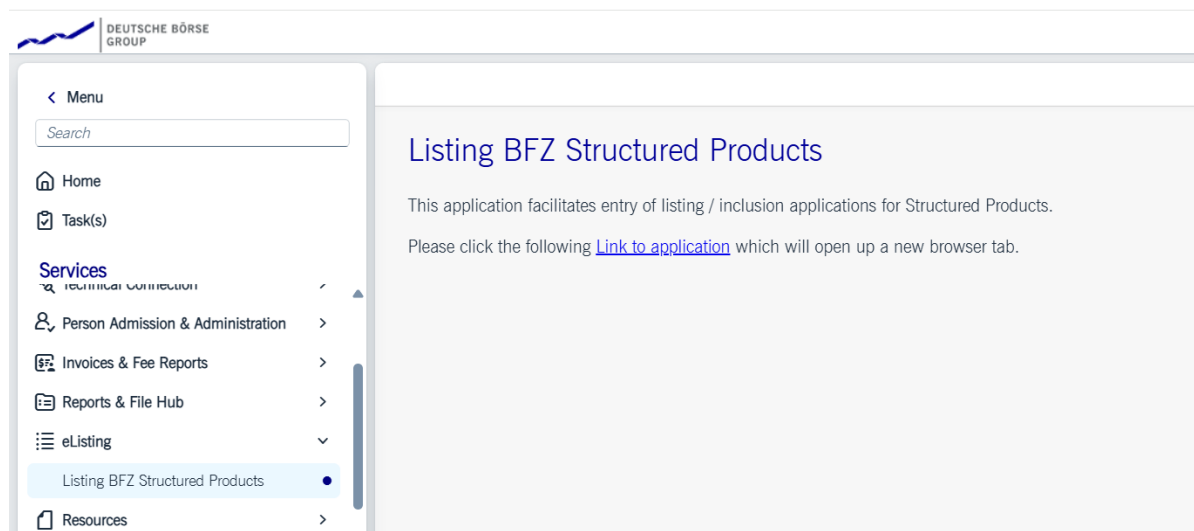 DEUTSCHE BÖRSE
GROUP
Menu
Search
Home
Task(s)
Services
Technical Connection
Person Admission & Administration
Invoices & Fee Reports
Reports & File Hub
eListing
Listing BFZ Structured Products
Resources
Listing BFZ Structured Products
This application facilitates entry of listing / inclusion applications for Structured Products.
Please click the following Link to application which will open up a new browser tab.